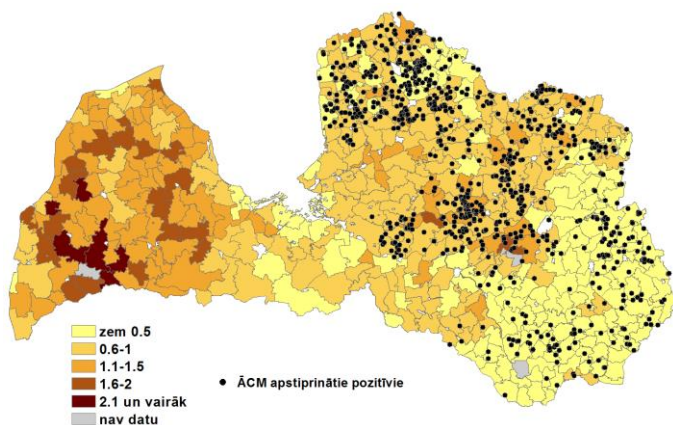 zem 0.5
0.6-1
1.1-1.5
1.6-2
2.1 un vairāk
nav datu
ĀCM apstiprinātie pozitīvie